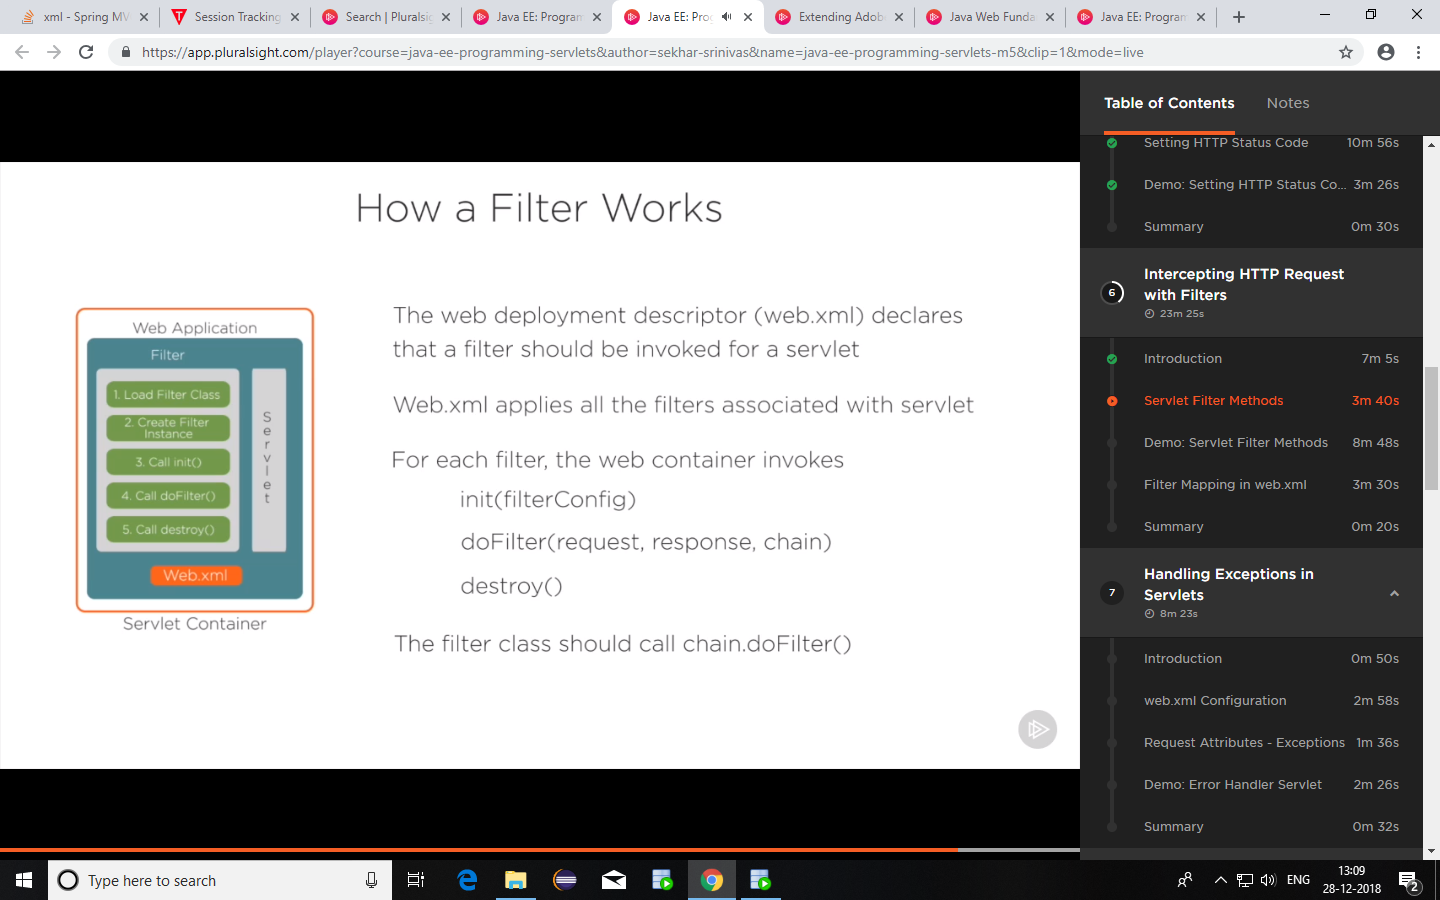 xml - Spring MV
Session Tracking
Search | Pluralsig
Java EE: Program
Java EE: Pro
Extending Adob
Java Web Funda
Java EE: Program
https://app.pluralsight.com/player?course=java-ee-programming-servlets&author=sekhar-srinivas&name=java-ee-programming-servlets-m5&clip=1&mode=live
How a Filter Works
Web Application
Filter
1. Load Filter Class
2. Create Filter
Instance
3. Call init()
4. Call doFilter()
5. Call destroy()
Servlet
Web.xml
Servlet Container
The web deployment descriptor (web.xml) declares
that a filter should be invoked for a servlet
Web.xml applies all the filters associated with servlet
For each filter, the web container invokes
init(filterConfig)
doFilter(request, response, chain)
destroy()
The filter class should call chain.doFilter()
Table of Contents
Notes
Setting HTTP Status Code 10m 56s
Demo: Setting HTTP Status Co... 3m 26s
Summary 0m 30s
6
Intercepting HTTP Request
with Filters
23m 25s
Introduction 7m 5s
Servlet Filter Methods 3m 40s
Demo: Servlet Filter Methods 8m 48s
Filter Mapping in web.xml 3m 30s
Summary 0m 20s
7
Handling Exceptions in
Servlets
8m 23s
Introduction 0m 50s
web.xml Configuration 2m 58s
Request Attributes - Exceptions 1m 36s
Demo: Error Handler Servlet 2m 26s
Summary 0m 32s
Type here to search
ENG
13:09
28-12-2018
2